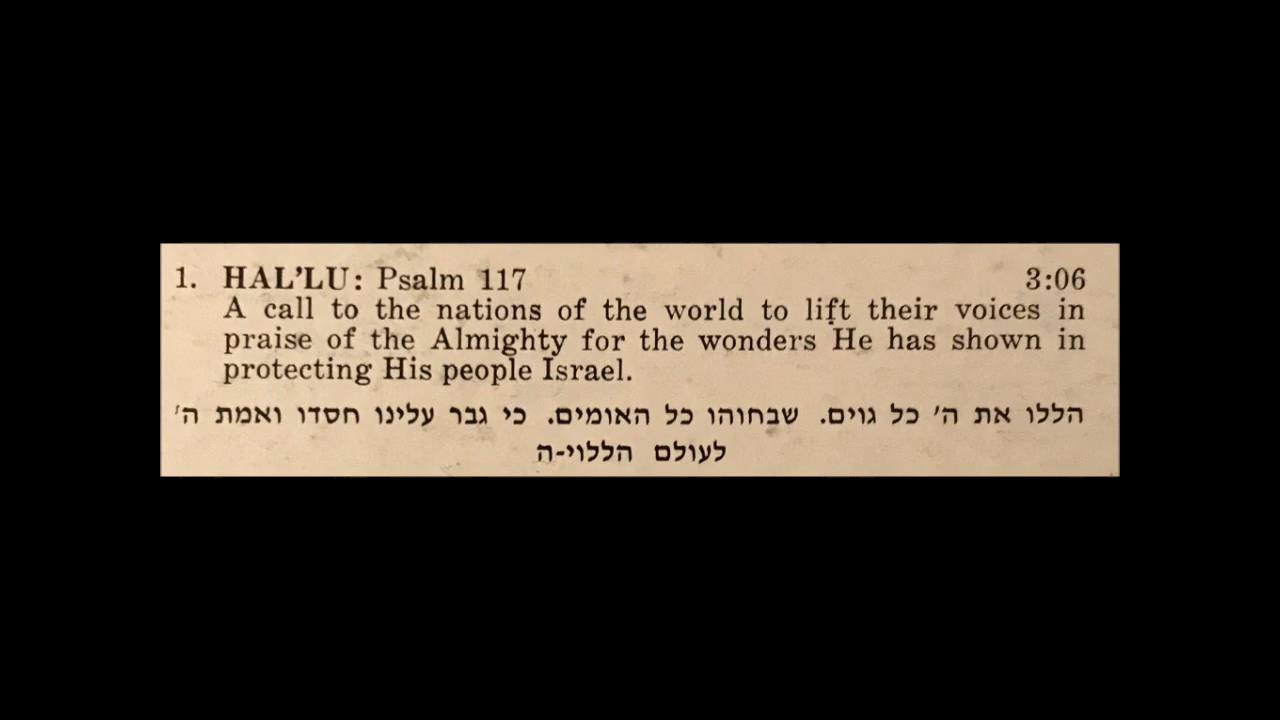 1. HAL'LU: Psalm 117 3:06
A call to the nations of the world to lift their voices in
praise of the Almighty for the wonders He has shown in
protecting His people Israel.
הללו את ה' כל גוים. שבחוהו כל האומים. כי גבר עלינו חסדו ואמת ה'
לעולם הללוי-ה